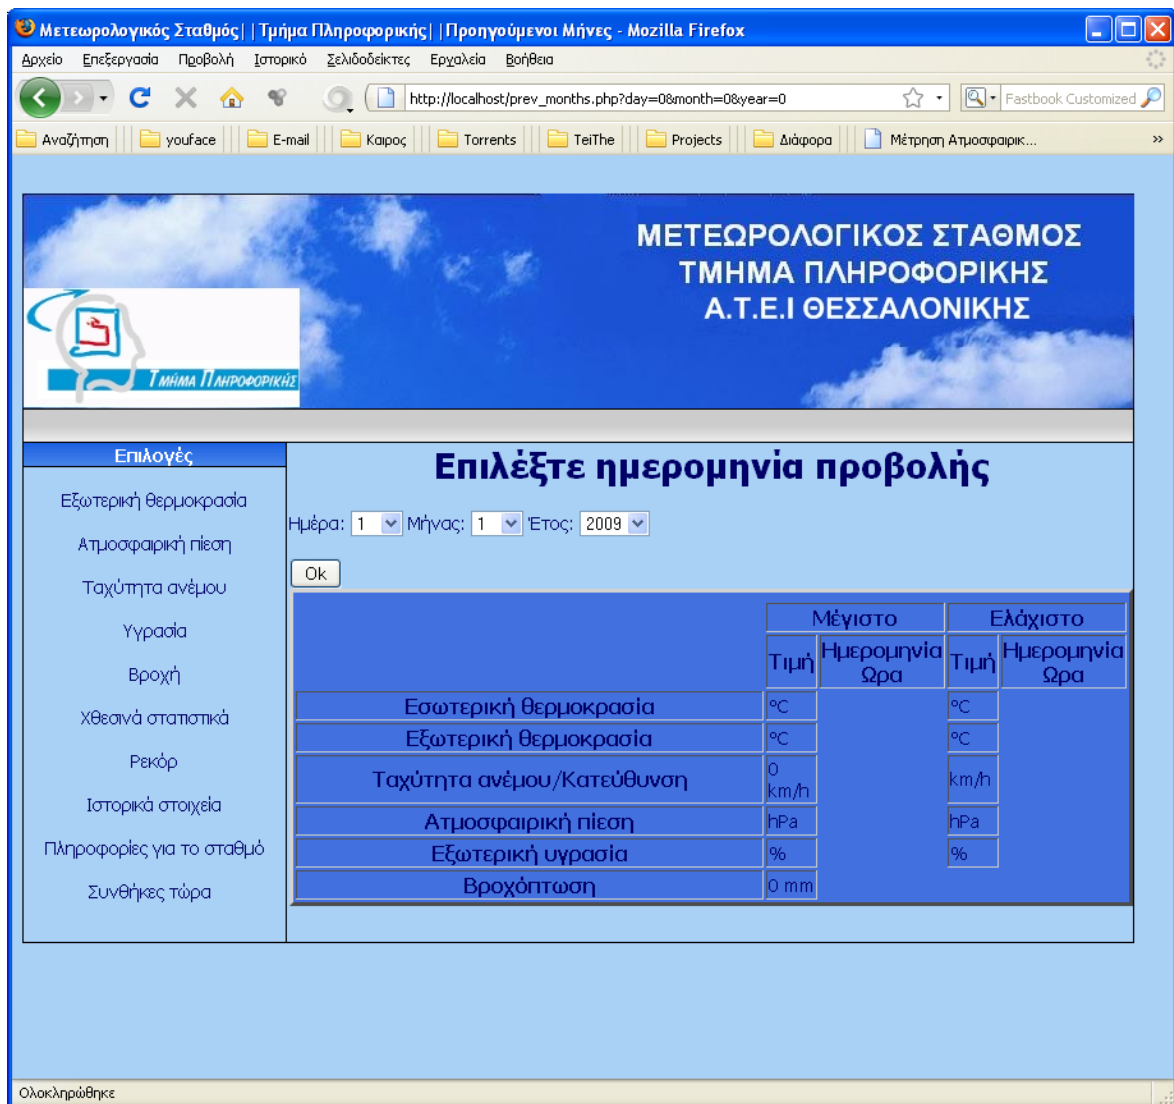 Μετεωρολογικός Σταθμός| |Τμήμα Πληροφορικής| |Προηγούμενοι Μήνες - Mozilla Firefox
Αρχείο Επεξεργασία Προβολή Ιστορικό Σελιδοδείκτες Εργαλεία Βοήθεια
http://localhost/prev_months.php?day=0&month=0&year=0
Fastbook Customized
Αναζήτηση youface E-mail Καιρος Torrents TeiThe Projects Διάφορα Μέτρηση Ατμοσφαιρικ... »
ΜΕΤΕΩΡΟΛΟΓΙΚΟΣ ΣΤΑΘΜΟΣ
ΤΜΗΜΑ ΠΛΗΡΟΦΟΡΙΚΗΣ
Α.Τ.Ε.Ι ΘΕΣΣΑΛΟΝΙΚΗΣ
ΤΜΗΜΑ ΠΛΗΡΟΦΟΡΙΚΗΣ
Επιλογές
Εξωτερική θερμοκρασία
Ατμοσφαιρική πίεση
Ταχύτητα ανέμου
Υγρασία
Βροχή
Χθεσινά στατιστικά
Ρεκόρ
Ιστορικά στοιχεία
Πληροφορίες για το σταθμό
Συνθήκες τώρα
Επιλέξτε ημερομηνία προβολής
Ημέρα: 1 Μήνας: 1 Έτος: 2009
Ok
Μέγιστο Ελάχιστο
Τιμή Ημερομηνία Ωρα Τιμή Ημερομηνία Ωρα
Εσωτερική θερμοκρασία °C °C
Εξωτερική θερμοκρασία °C °C
Ταχύτητα ανέμου/Κατεύθυνση 0 km/h km/h
Ατμοσφαιρική πίεση hPa hPa
Εξωτερική υγρασία % %
Βροχόπτωση 0 mm
Ολοκληρώθηκε